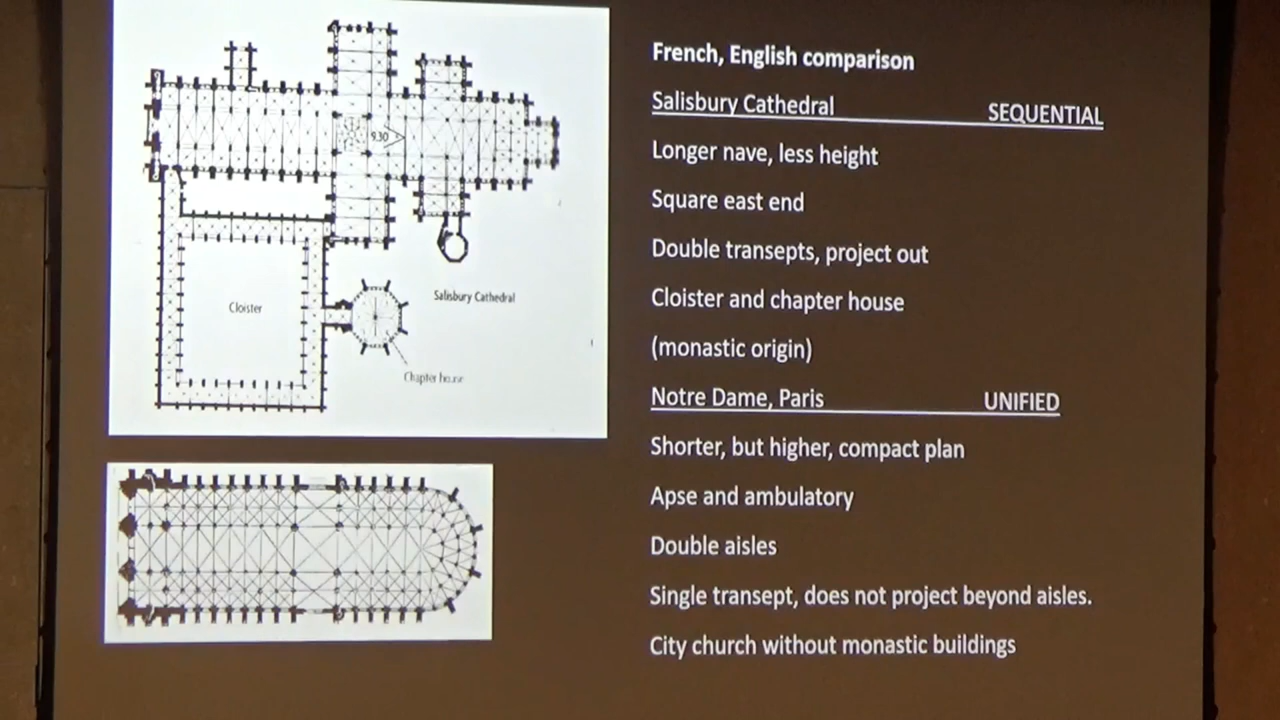 French, English comparison
Salisbury Cathedral SEQUENTIAL
Longer nave, less height
Square east end
Double transepts, project out
Cloister and chapter house
(monastic origin)
Notre Dame, Paris UNIFIED
Shorter, but higher, compact plan
Apse and ambulatory
Double aisles
Single transept, does not project beyond aisles.
City church without monastic buildings
930
Salisbury Cathedral
Cloister
Chapter house